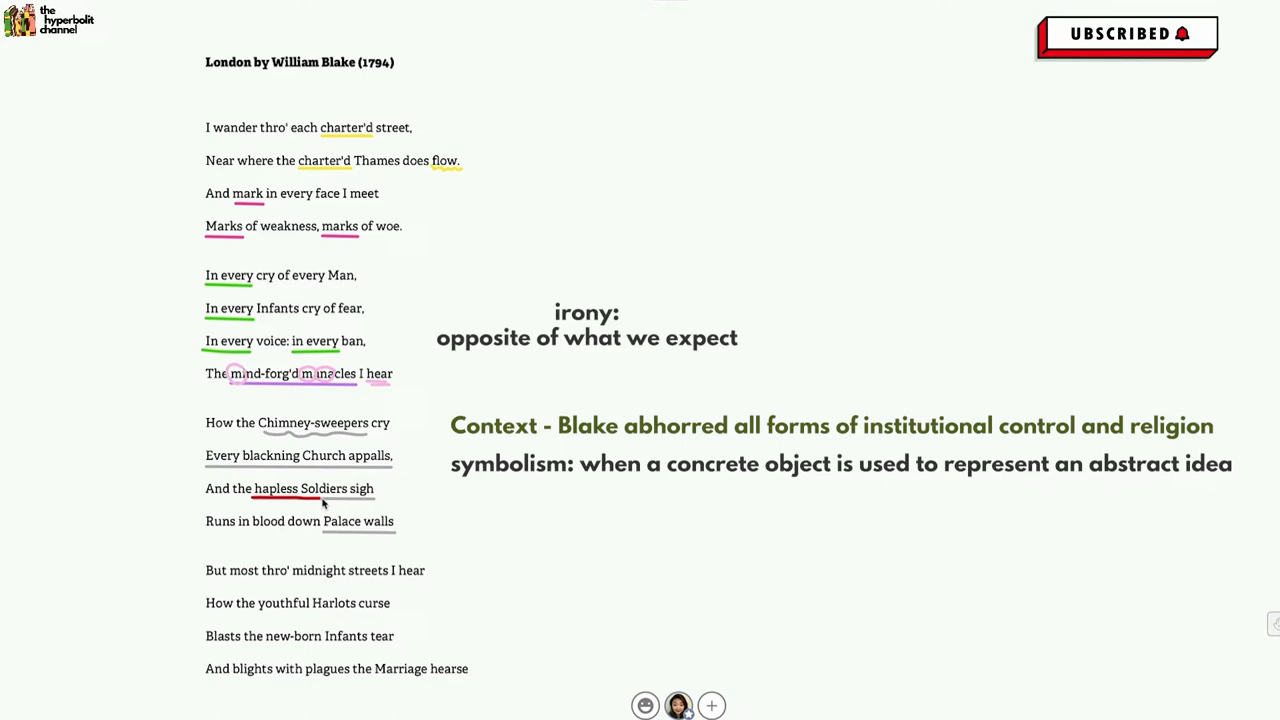 the
hyperbolit
channel
UBSCRIBED
London by William Blake (1794)
I wander thro' each charter'd street,
Near where the charter'd Thames does flow.
And mark in every face I meet
Marks of weakness, marks of woe.
In every cry of every Man,
In every Infants cry of fear,
In every voice: in every ban,
The mind-forg'd manacles I hear
irony:
opposite of what we expect
How the Chimney-sweepers cry
Every blackning Church appalls,
And the hapless Soldiers sigh
Runs in blood down Palace walls
Context - Blake abhorred all forms of institutional control and religion
symbolism: when a concrete object is used to represent an abstract idea
But most thro' midnight streets I hear
How the youthful Harlots curse
Blasts the new-born Infants tear
And blights with plagues the Marriage hearse